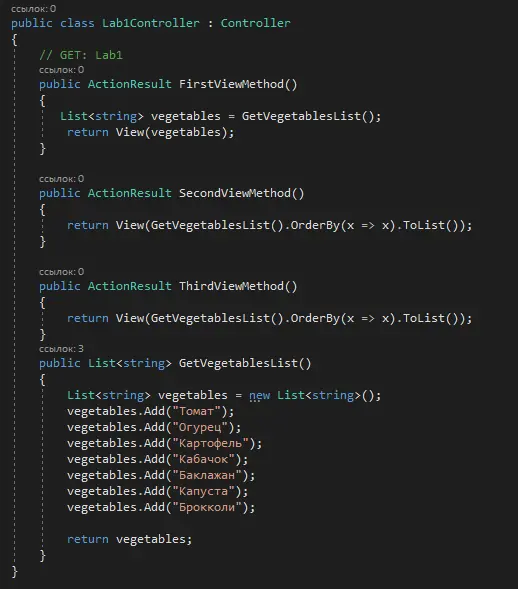 ссылок: 0
public class Lab1Controller : Controller
{
// GET: Lab1
ссылок: 0
public ActionResult FirstViewMethod()
{
List<string> vegetables = GetVegetablesList();
return View(vegetables);
}
ссылок: 0
public ActionResult SecondViewMethod()
{
return View(GetVegetablesList().OrderBy(x => x).ToList());
}
ссылок: 0
public ActionResult ThirdViewMethod()
{
return View(GetVegetablesList().OrderBy(x => x).ToList());
}
ссылок: 3
public List<string> GetVegetablesList()
{
List<string> vegetables = new List<string>();
vegetables.Add("Томат");
vegetables.Add("Огурец");
vegetables.Add("Картофель");
vegetables.Add("Кабачок");
vegetables.Add("Баклажан");
vegetables.Add("Капуста");
vegetables.Add("Брокколи");
return vegetables;
}
}